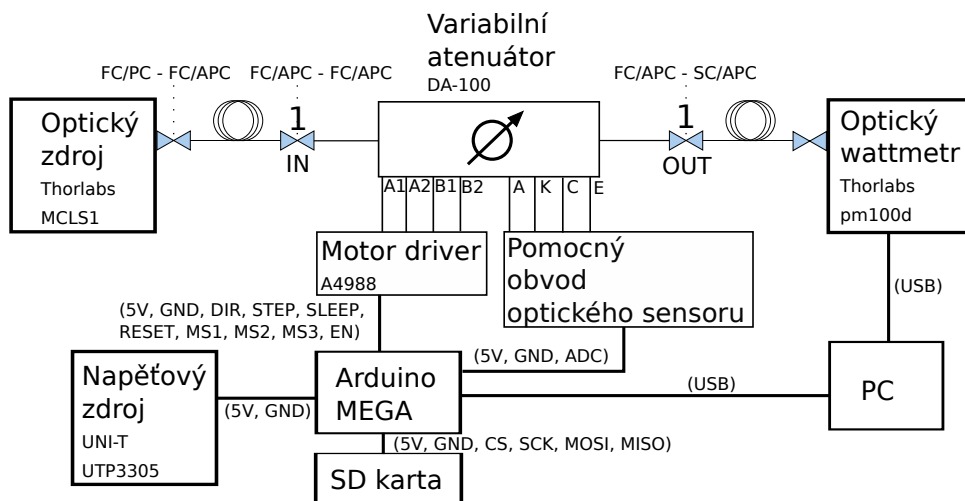 Variabilní
atenuátor
DA-100
FC/PC - FC/APC
FC/APC - FC/APC
FC/APC - SC/APC
Optický
zdroj
Thorlabs
MCLS1
1
IN
1
OUT
Optický
wattmetr
Thorlabs
pm100d
A1 A2 B1 B2
A K C E
Motor driver
A4988
Pomocný
obvod
optického sensoru
(USB)
(5V, GND, DIR, STEP, SLEEP,
RESET, MS1, MS2, MS3, EN)
(5V, GND, ADC)
Napěťový
zdroj
UNI-T
UTP3305
(5V, GND)
Arduino
MEGA
(USB)
PC
(5V, GND, CS, SCK, MOSI, MISO)
SD karta